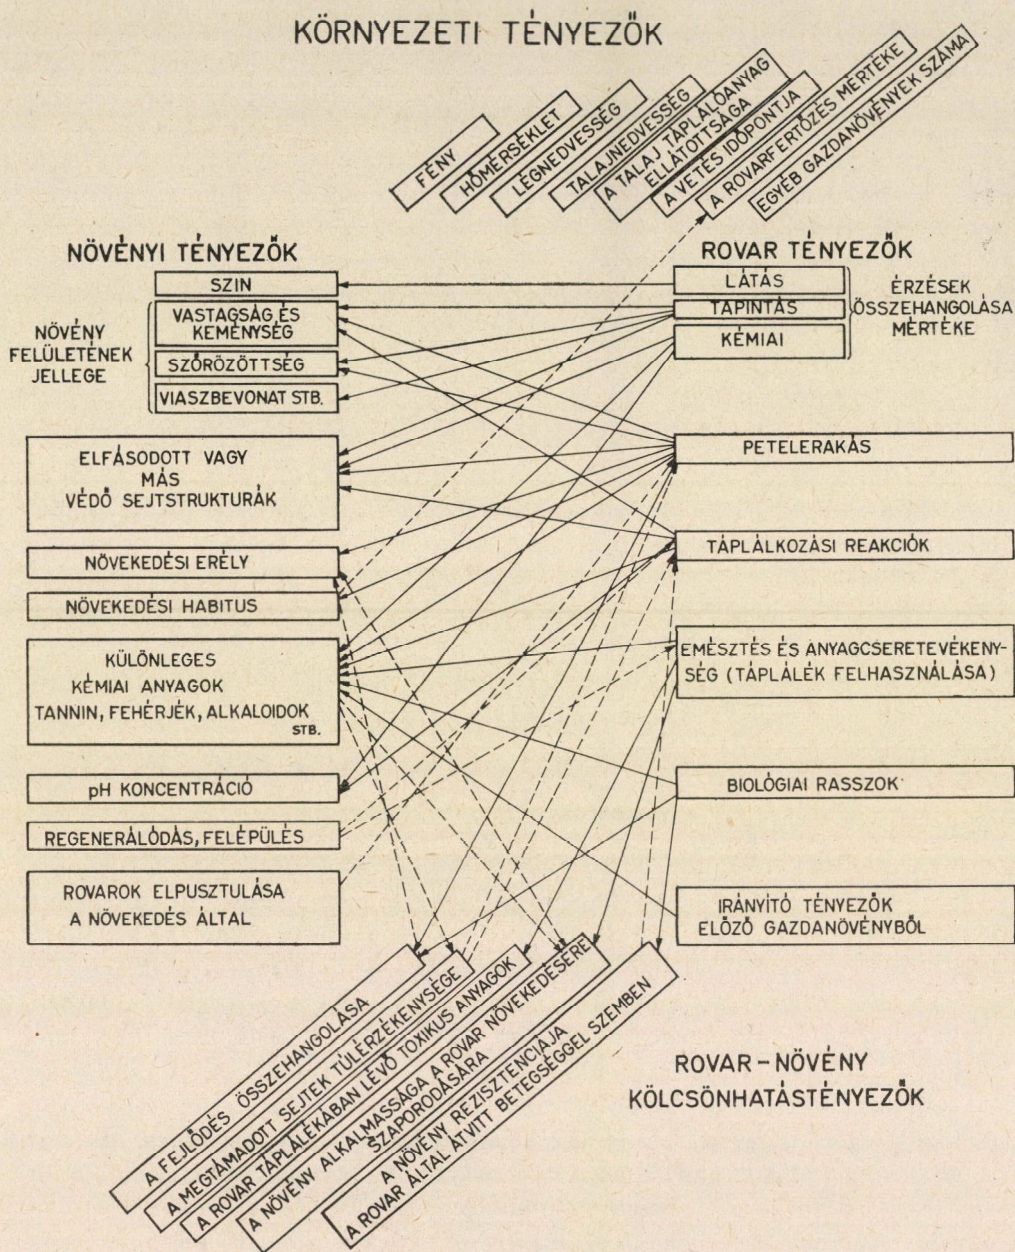 KÖRNYEZETI TÉNYEZŐK
FÉNY
HŐMÉRSÉKLET
LÉGNEDVESSÉG
TALAJNEDVESSÉG
A TALAJ TÁPLÁLÓANYAG
ELLÁTOTTSÁGA
A VETÉS IDŐPONTJA
A ROVARFERTŐZÉS MÉRTÉKE
EGYÉB GAZDANÖVÉNYEK SZÁMA
NÖVÉNYI TÉNYEZŐK
SZIN
VASTAGSÁG ÉS
KEMÉNYSÉG
SZŐRÖZÖTTSÉG
VIASZBEVONAT STB.
NÖVÉNY
FELÜLETÉNEK
JELLEGE
ELFÁSODOTT VAGY
MÁS
VÉDŐ SEJTSTRUKTURÁK
NÖVEKEDÉSI ERÉLY
NÖVEKEDÉSI HABITUS
KÜLÖNLEGES
KÉMIAI ANYAGOK
TANNIN, FEHÉRJÉK, ALKALOIDOK
STB.
pH KONCENTRÁCIÓ
REGENERÁLÓDÁS, FELÉPÜLÉS
ROVAROK ELPUSZTULÁSA
A NÖVEKEDÉS ÁLTAL
ROVAR TÉNYEZŐK
LÁTÁS
TAPINTÁS
KÉMIAI
ÉRZÉSEK
ÖSSZEHANGOLÁSA
MÉRTÉKE
PETELERAKÁS
TÁPLÁLKOZÁSI REAKCIÓK
EMÉSZTÉS ÉS ANYAGCSERETEVÉKENY-
SÉG (TÁPLÁLÉK FELHASZNÁLÁSA)
BIOLÓGIAI RASSZOK
IRÁNYÍTÓ TÉNYEZŐK
ELŐZŐ GAZDANÖVÉNYBŐL
A FEJLŐDÉS ÖSSZEHANGOLÁSA
A MEGTÁMADOTT SEJTEK TÚLÉRZÉKENYSÉGE
A ROVAR TÁPLÁLÉKÁBAN LÉVŐ TOXIKUS ANYAGOK
A NÖVÉNY ALKALMASSÁGA A ROVAR NÖVEKEDÉSÉRE
SZAPORODÁSÁRA
A NÖVÉNY REZISZTENCIÁJA
A ROVAR ÁLTAL ÁTVITT BETEGSÉGGEL SZEMBEN
ROVAR-NÖVÉNY
KÖLCSÖNHATÁSTÉNYEZŐK